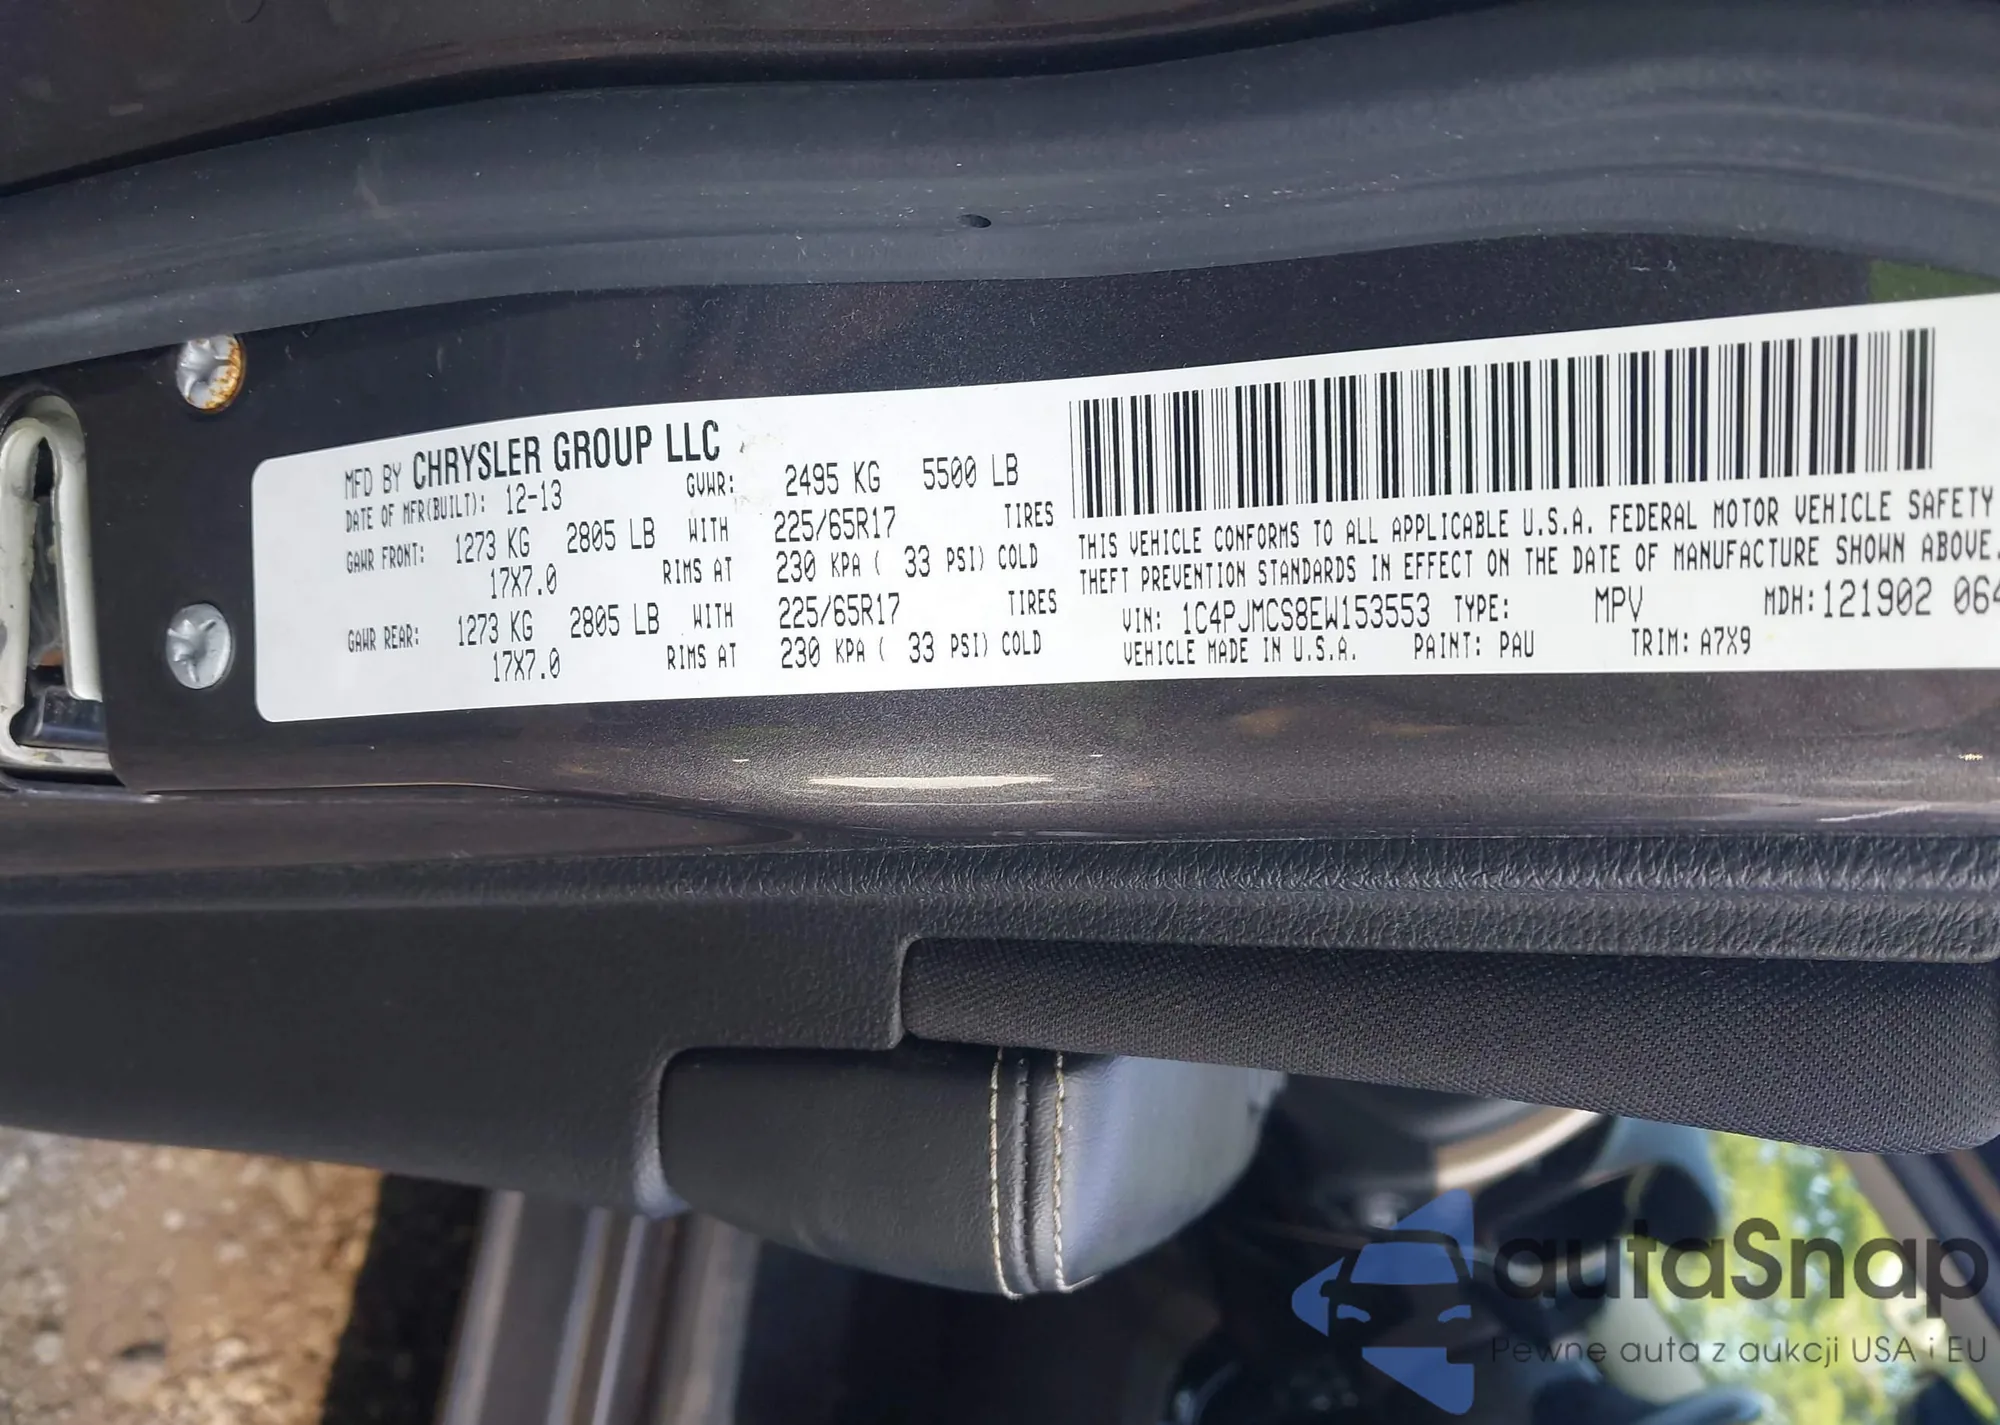 MFD BY CHRYSLER GROUP LLC
DATE OF MFR(BUILT): 12-13 GVWR: 2495 KG 5500 LB
GAWR FRONT: 1273 KG 2805 LB WITH 225/65R17 TIRES
17X7.0 RIMS AT 230 KPA ( 33 PSI) COLD
GAWR REAR: 1273 KG 2805 LB WITH 225/65R17 TIRES
17X7.0 RIMS AT 230 KPA ( 33 PSI) COLD
THIS VEHICLE CONFORMS TO ALL APPLICABLE U.S.A. FEDERAL MOTOR VEHICLE SAFETY
THEFT PREVENTION STANDARDS IN EFFECT ON THE DATE OF MANUFACTURE SHOWN ABOVE.
VIN: 1C4PJMCS8EW153553 TYPE: MPV MDH:121902 064
VEHICLE MADE IN U.S.A. PAINT: PAU TRIM: A7X9
autaSnap
Pewne auta z aukcji USA i EU